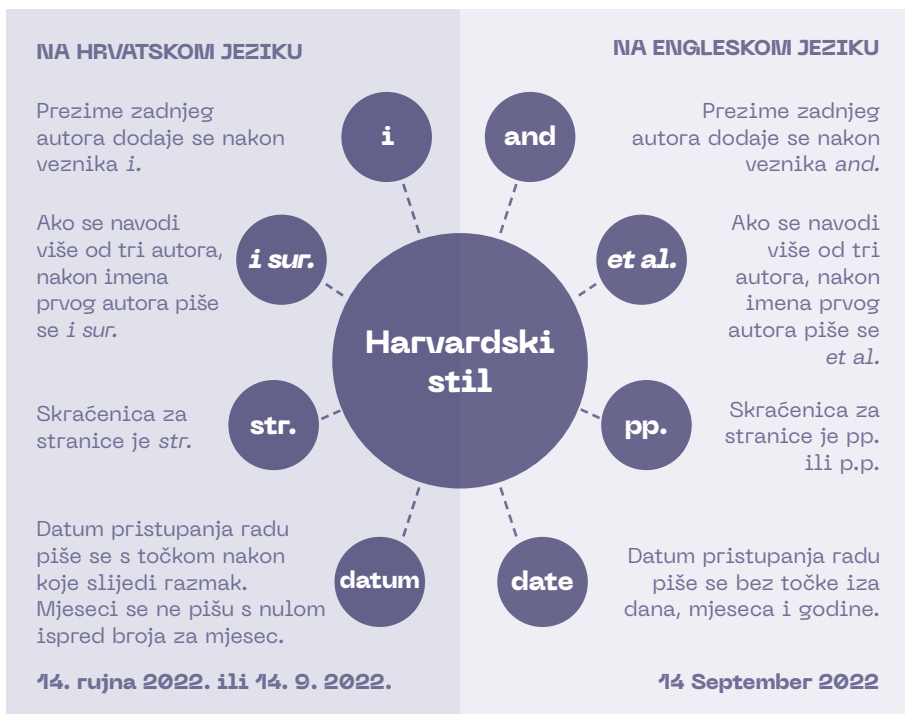 NA HRVATSKOM JEZIKU
Prezime zadnjeg
autora dodaje se nakon
veznika i.
i
Ako se navodi
više od tri autora,
nakon imena
prvog autora piše
se i sur.
i sur.
Skraćenica za
stranice je str.
str.
Datum pristupanja radu
piše se s točkom nakon
koje slijedi razmak.
Mjeseci se ne pišu s nulom
ispred broja za mjesec.
datum
14. rujna 2022. ili 14. 9. 2022.
Harvardski
stil
NA ENGLESKOM JEZIKU
and
Prezime zadnjeg
autora dodaje se nakon
veznika and.
et al.
Ako se navodi
više od tri
autora, nakon
imena prvog
autora piše se
et al.
pp.
Skraćenica za
stranice je pp.
ili p.p.
date
Datum pristupanja radu
piše se bez točke iza
dana, mjeseca i godine.
14 September 2022